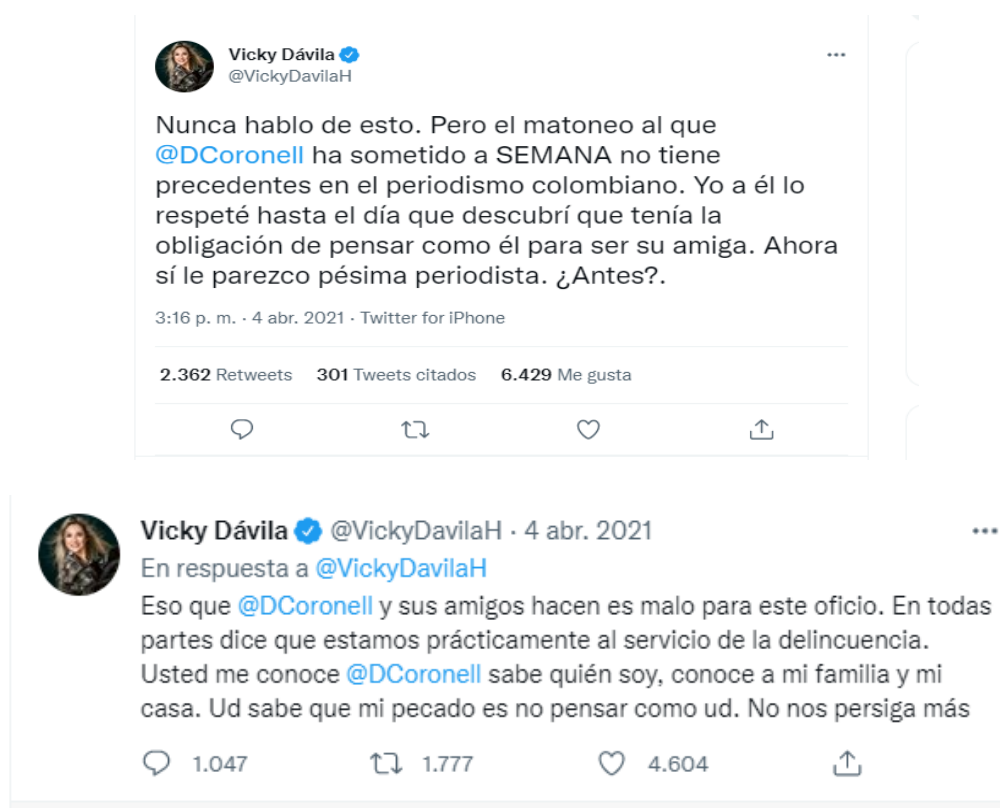 Vicky Dávila
@VickyDavilaH
Nunca hablo de esto. Pero el matoneo al que
@DCoronell ha sometido a SEMANA no tiene
precedentes en el periodismo colombiano. Yo a él lo
respeté hasta el día que descubrí que tenía la
obligación de pensar como él para ser su amiga. Ahora
sí le parezco pésima periodista. ¿Antes?.
3:16 p. m. · 4 abr. 2021 · Twitter for iPhone
2.362 Retweets 301 Tweets citados 6.429 Me gusta
Vicky Dávila @VickyDavilaH · 4 abr. 2021
En respuesta a @VickyDavilaH
Eso que @DCoronell y sus amigos hacen es malo para este oficio. En todas
partes dice que estamos prácticamente al servicio de la delincuencia.
Usted me conoce @DCoronell sabe quién soy, conoce a mi familia y mi
casa. Ud sabe que mi pecado es no pensar como ud. No nos persiga más
1.047 1.777 4.604